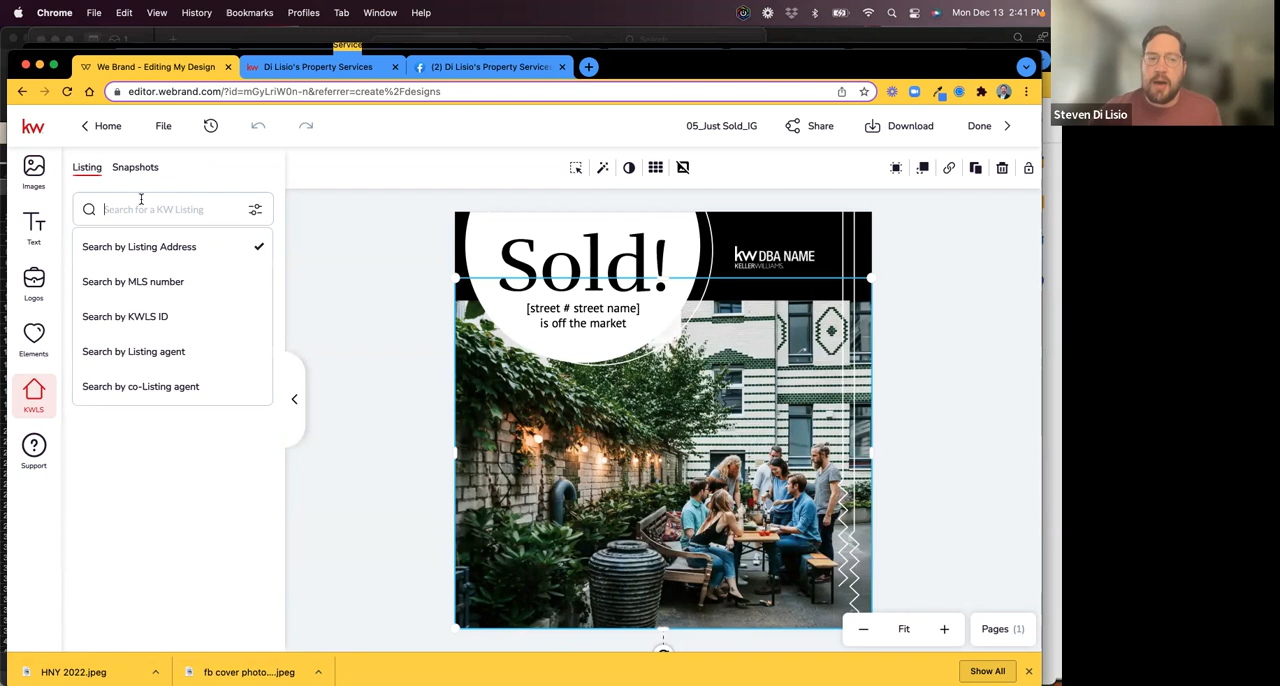 Chrome File Edit View History Bookmarks Profiles Tab Window Help Mon Dec 13 2:41 PM
Service
Search
We Brand - Editing My Design Di Lisio's Property Services (2) Di Lisio's Property Services
editor.webrand.com/?id=mGyLriW0n-n&referrer=create%2Fdesigns
kw Home File 05_Just Sold_IG Share Download Done
Images
Text
Logos
Elements
KWLS
Support
Listing Snapshots
Search for a KW Listing
Search by Listing Address
Search by MLS number
Search by KWLS ID
Search by Listing agent
Search by co-Listing agent
Sold!
[street # street name]
is off the market
kw DBA NAME
KELLERWILLIAMS.
Fit
Pages (1)
HNY 2022.jpeg fb cover photo....jpeg Show All
Steven Di Lisio